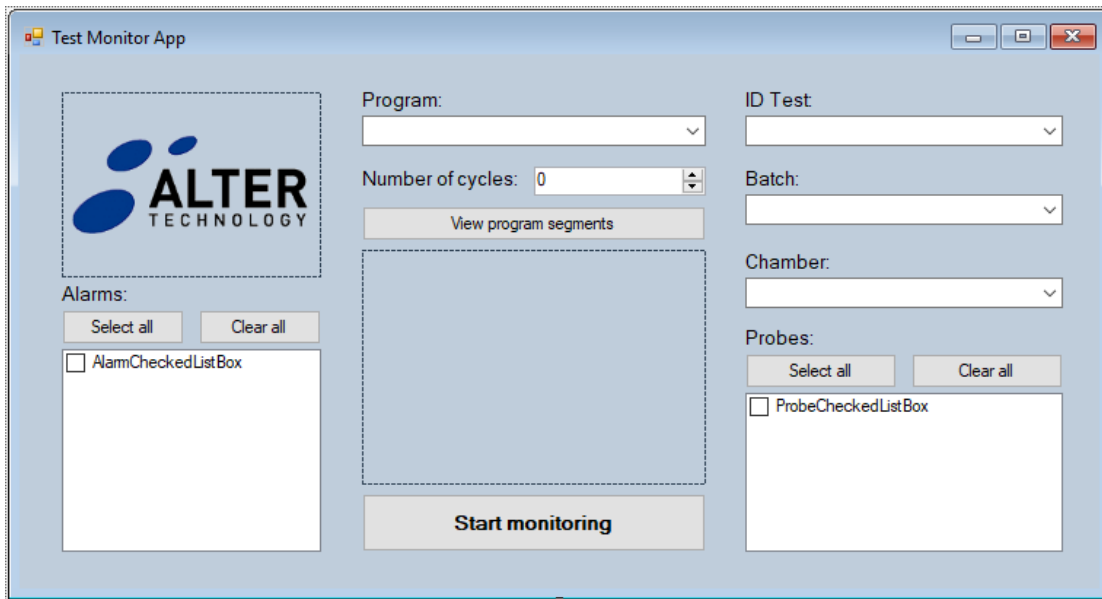 Test Monitor App
ALTER
TECHNOLOGY
Alarms:
Select all
Clear all
AlarmCheckedListBox
Program:
Number of cycles: 0
View program segments
Start monitoring
ID Test:
Batch:
Chamber:
Probes:
Select all
Clear all
ProbeCheckedListBox